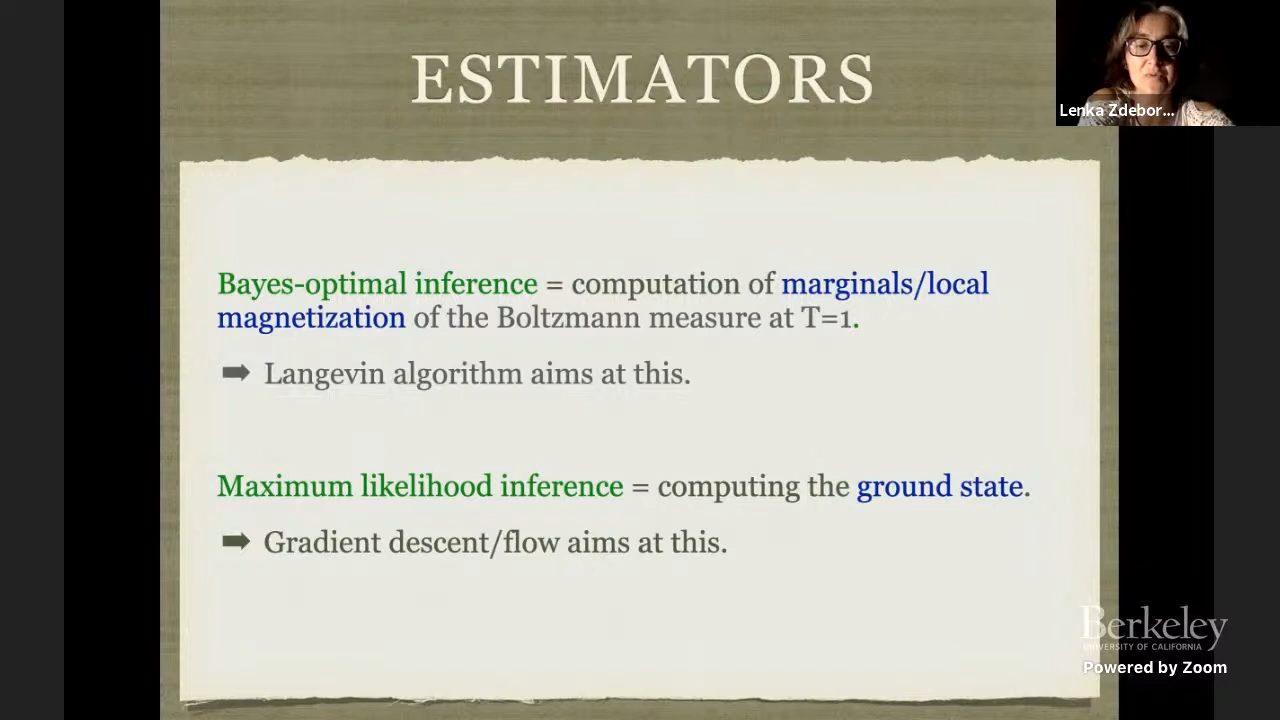 ESTIMATORS
Lenka Zdebor...
Bayes-optimal inference = computation of marginals/local
magnetization of the Boltzmann measure at T=1.
➡ Langevin algorithm aims at this.
Maximum likelihood inference = computing the ground state.
➡ Gradient descent/flow aims at this.
Berkeley
UNIVERSITY OF CALIFORNIA
Powered by Zoom